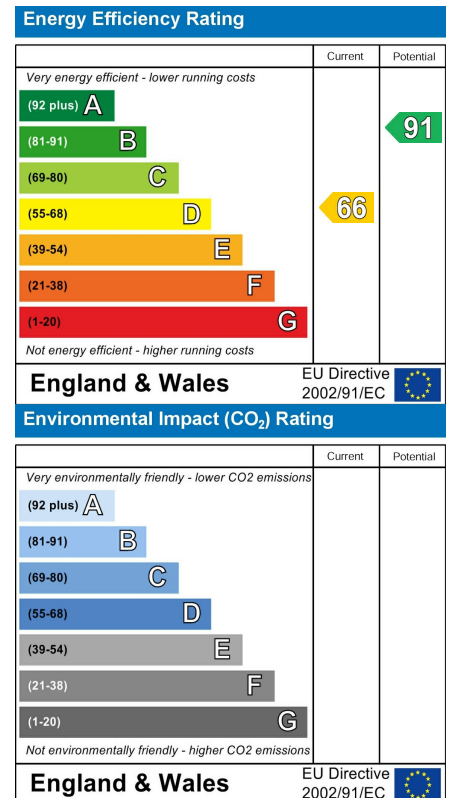 Energy Efficiency Rating
Current Potential
Very energy efficient - lower running costs
(92 plus) A
(81-91) B
91
(69-80) C
(55-68) D
66
(39-54) E
(21-38) F
(1-20) G
Not energy efficient - higher running costs
England & Wales
EU Directive
2002/91/EC
Environmental Impact (CO₂) Rating
Current Potential
Very environmentally friendly - lower CO2 emissions
(92 plus) A
(81-91) B
(69-80) C
(55-68) D
(39-54) E
(21-38) F
(1-20) G
Not environmentally friendly - higher CO2 emissions
England & Wales
EU Directive
2002/91/EC